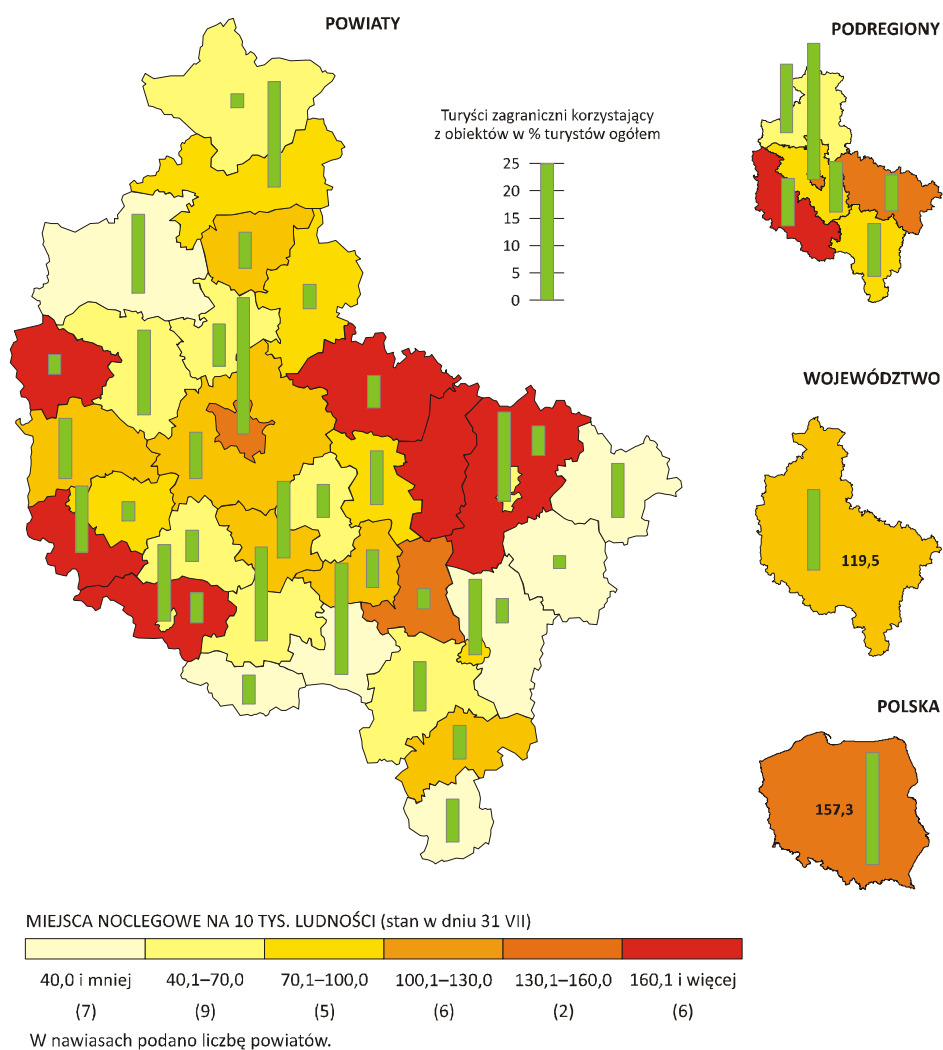 POWIATY
PODREGIONY
Turyści zagraniczni korzystający
z obiektów w % turystów ogółem
25
20
15
10
5
0
WOJEWÓDZTWO
119,5
POLSKA
157,3
MIEJSCA NOCLEGOWE NA 10 TYS. LUDNOŚCI (stan w dniu 31 VII)
40,0 i mniej 40,1–70,0 70,1–100,0 100,1–130,0 130,1–160,0 160,1 i więcej
(7) (9) (5) (6) (2) (6)
W nawiasach podano liczbę powiatów.